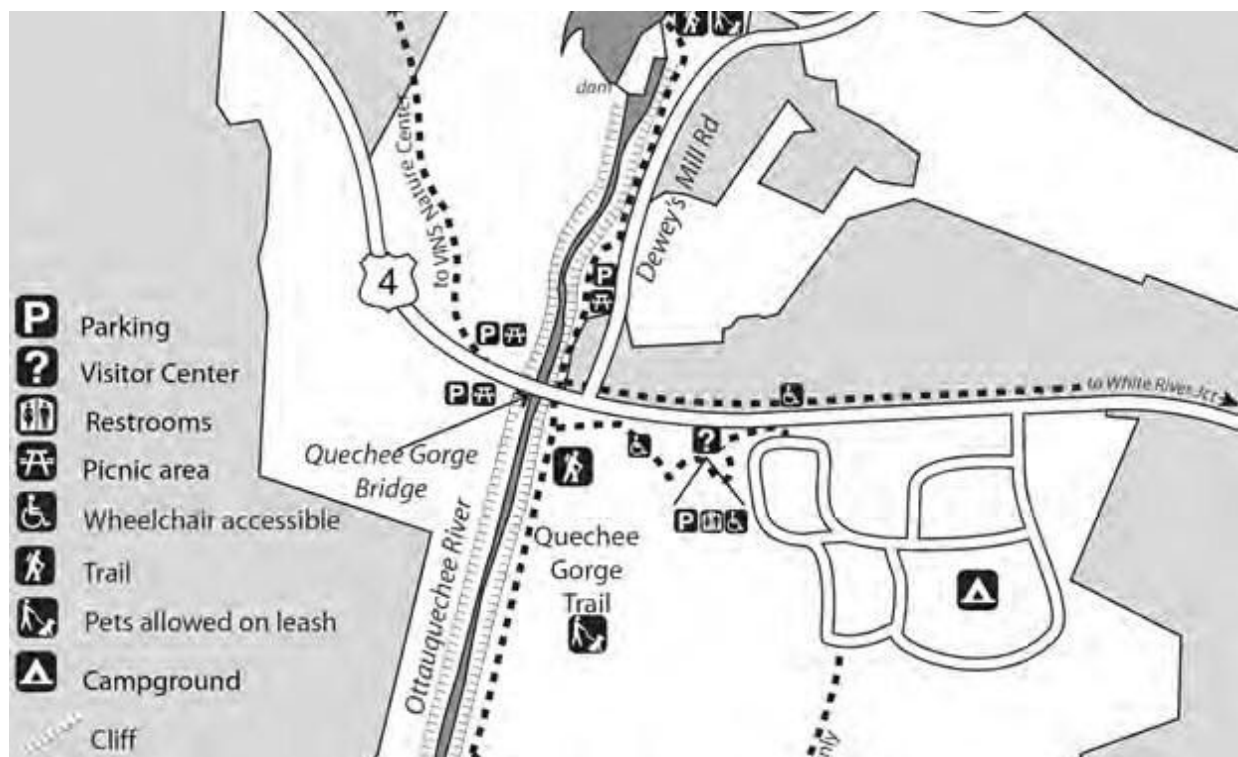 dam
to VINS Nature Center
Dewey's Mill Rd
4
P
P
P
to White River Jct
?
P
Quechee Gorge
Bridge
Ottauquechee River
Quechee
Gorge
Trail
nly
P Parking
? Visitor Center
Restrooms
Picnic area
Wheelchair accessible
Trail
Pets allowed on leash
Campground
Cliff